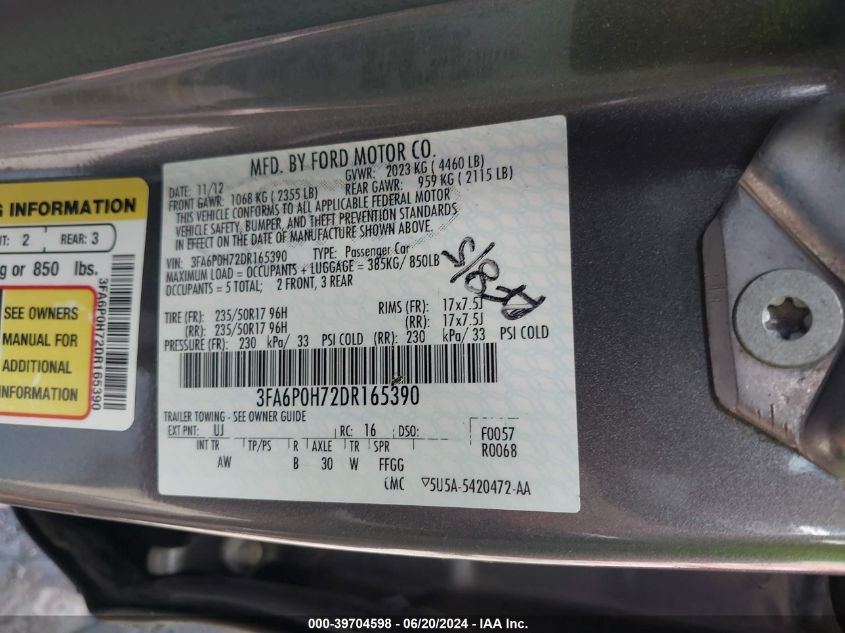 MFD. BY FORD MOTOR CO.
DATE: 11/12 GVWR: 2023 KG ( 4460 LB)
FRONT GAWR: 1068 KG ( 2355 LB) REAR GAWR: 959 KG ( 2115 LB)
THIS VEHICLE CONFORMS TO ALL APPLICABLE FEDERAL MOTOR
VEHICLE SAFETY, BUMPER, AND THEFT PREVENTION STANDARDS
IN EFFECT ON THE DATE OF MANUFACTURE SHOWN ABOVE.
VIN: 3FA6P0H72DR165390 TYPE: Passenger Car
MAXIMUM LOAD = OCCUPANTS + LUGGAGE = 385KG/ 850LB
OCCUPANTS = 5 TOTAL; 2 FRONT, 3 REAR
TIRE (FR): 235/50R17 96H RIMS (FR): 17x7.5J
(RR): 235/50R17 96H (RR): 17x7.5J
PRESSURE (FR): 230 kPa/ 33 PSI COLD (RR): 230 kPa/ 33 PSI COLD
3FA6P0H72DR165390
TRAILER TOWING - SEE OWNER GUIDE
EXT PNT: UJ RC: 16 DSO: F0057
R0068
INT TR TP/PS R AXLE TR SPR
AW B 30 W FFGG
CMC 5U5A-5420472-AA
G INFORMATION
NT: 2 REAR: 3
g or 850 lbs.
SEE OWNERS
MANUAL FOR
ADDITIONAL
INFORMATION
3FA6P0H72DR165390
000-39704598 - 06/20/2024 - IAAI.COM